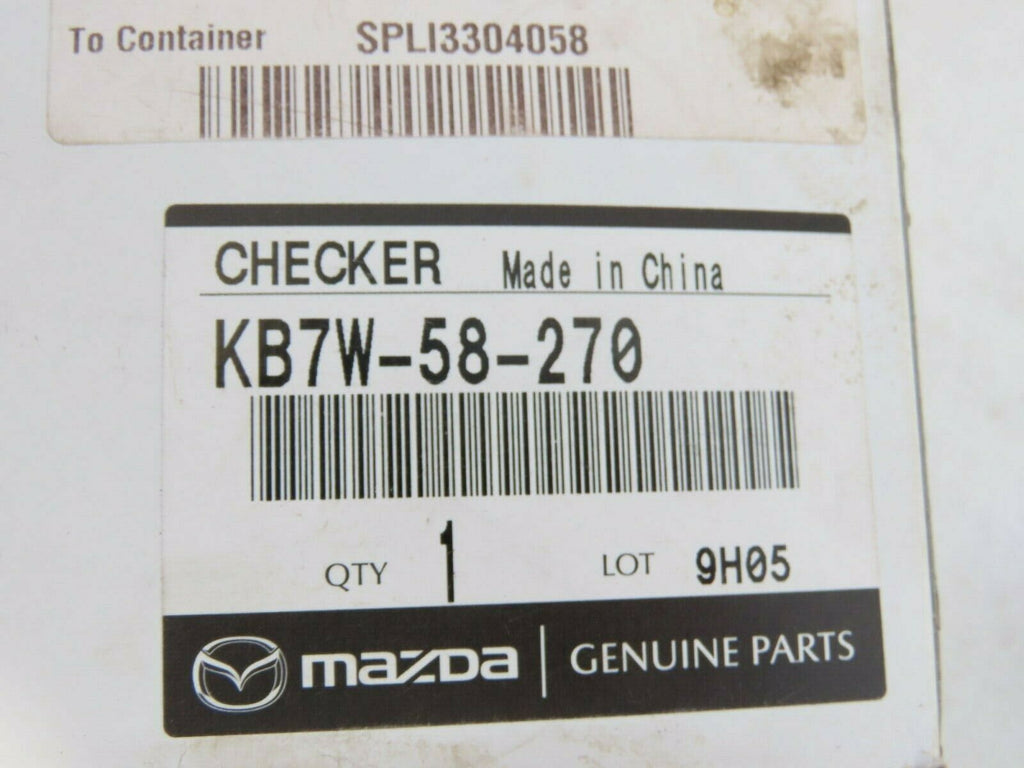 To Container SPLI3304058
CHECKER Made in China
KB7W-58-270
QTY 1 LOT 9H05
mazda GENUINE PARTS